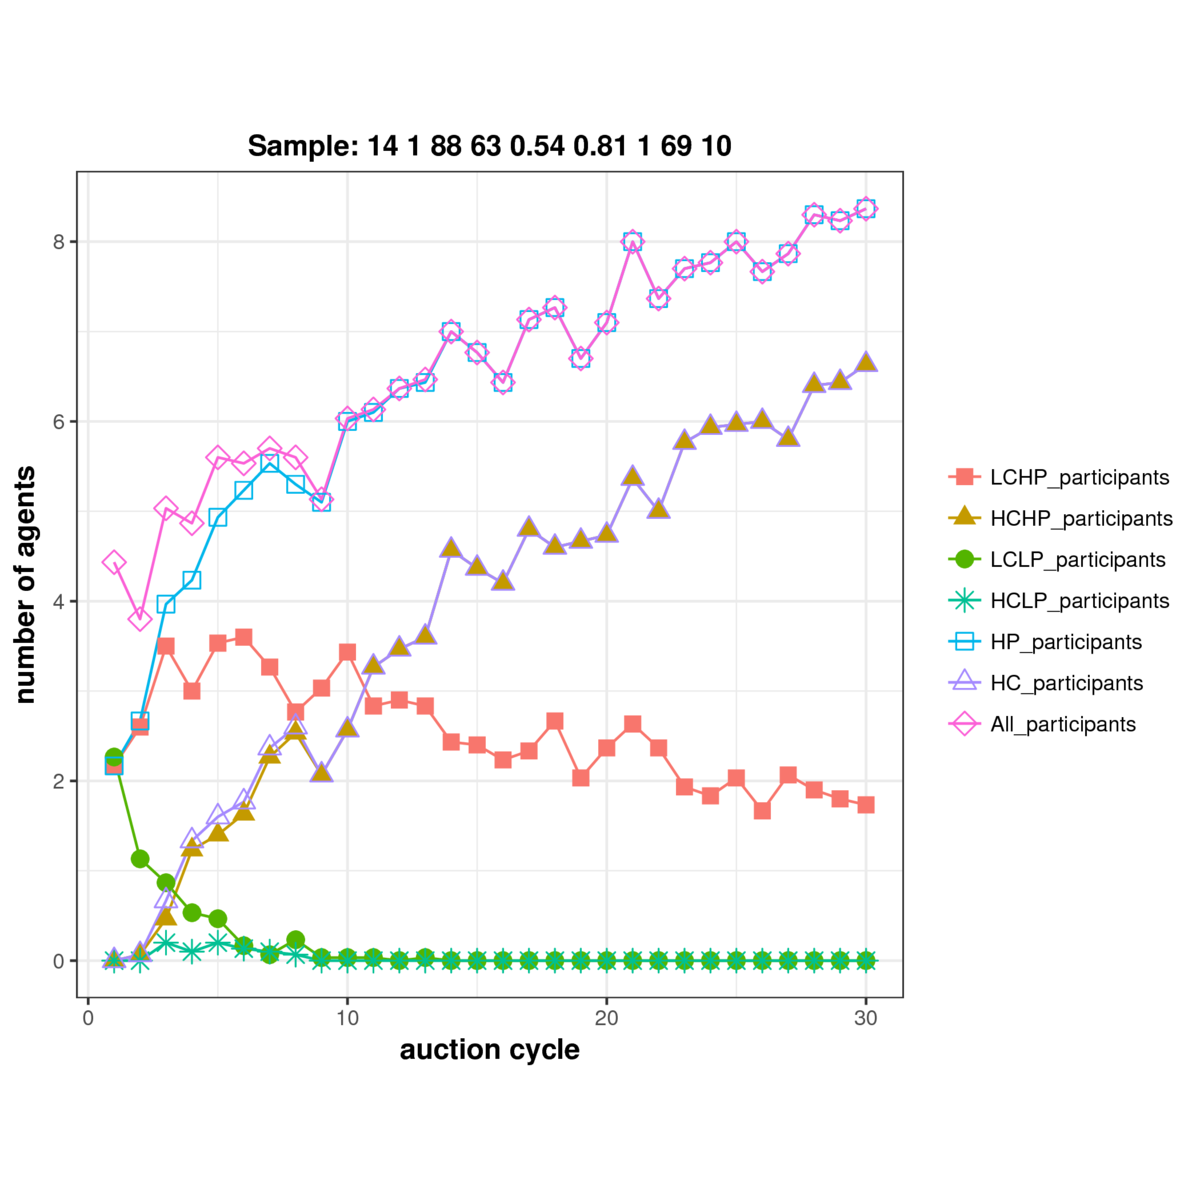 Sample: 14 1 88 63 0.54 0.81 1 69 10
number of agents
8
6
4
2
0
0 10 20 30
auction cycle
LCHP_participants
HCHP_participants
LCLP_participants
HCLP_participants
HP_participants
HC_participants
All_participants